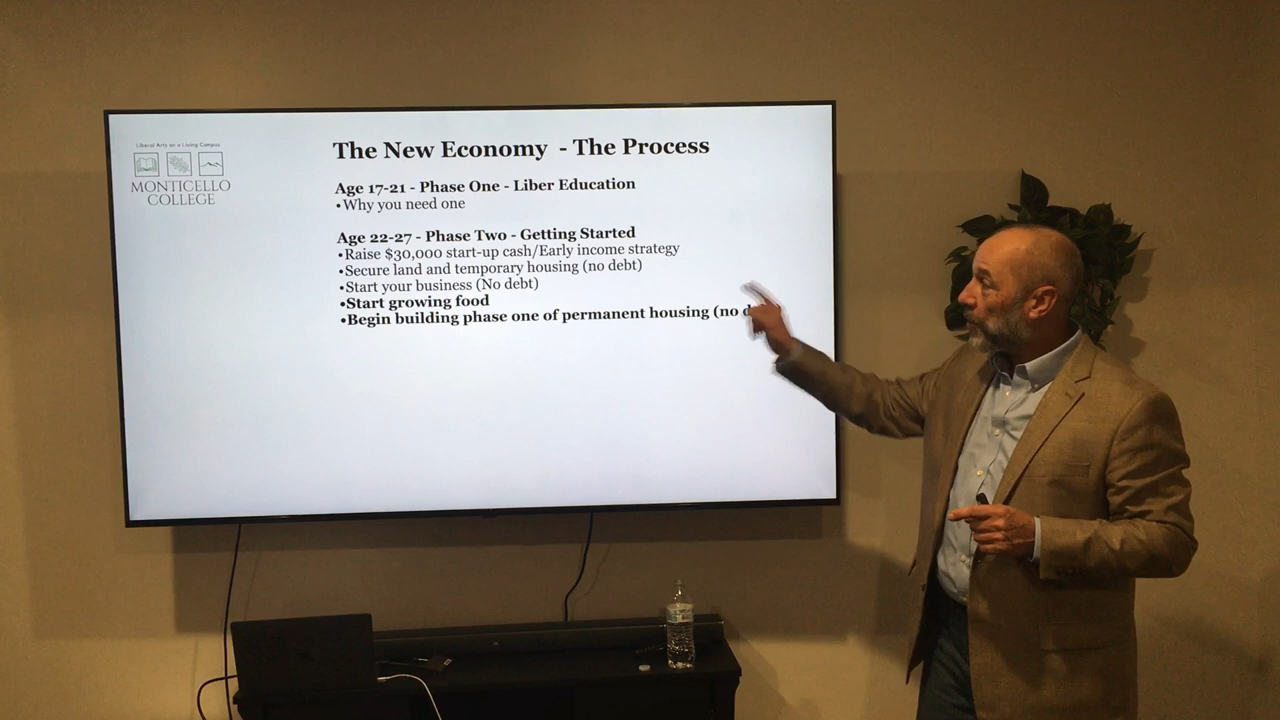 Liberal Arts on a Living Campus
MONTICELLO
COLLEGE
The New Economy - The Process
Age 17-21 - Phase One - Liber Education
•Why you need one
Age 22-27 - Phase Two - Getting Started
•Raise $30,000 start-up cash/Early income strategy
•Secure land and temporary housing (no debt)
•Start your business (No debt)
•Start growing food
•Begin building phase one of permanent housing (no